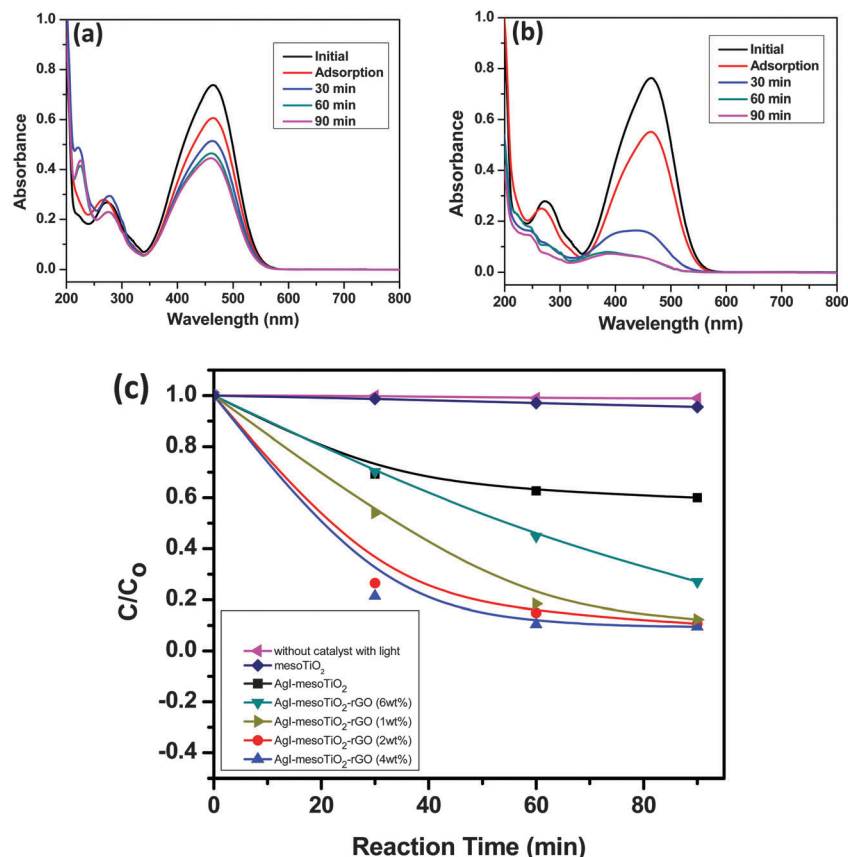 (a)
Initial
Adsorption
30 min
60 min
90 min
Absorbance
1.0
0.8
0.6
0.4
0.2
0.0
200 300 400 500 600 700 800
Wavelength (nm)
(b)
Initial
Adsorption
30 min
60 min
90 min
Absorbance
1.0
0.8
0.6
0.4
0.2
0.0
200 300 400 500 600 700 800
Wavelength (nm)
(c)
C/C₀
1.0
0.8
0.6
0.4
0.2
0.0
-0.2
-0.4
without catalyst with light
mesoTiO₂
AgI-mesoTiO₂
AgI-mesoTiO₂-rGO (6wt%)
AgI-mesoTiO₂-rGO (1wt%)
AgI-mesoTiO₂-rGO (2wt%)
AgI-mesoTiO₂-rGO (4wt%)
0 20 40 60 80
Reaction Time (min)